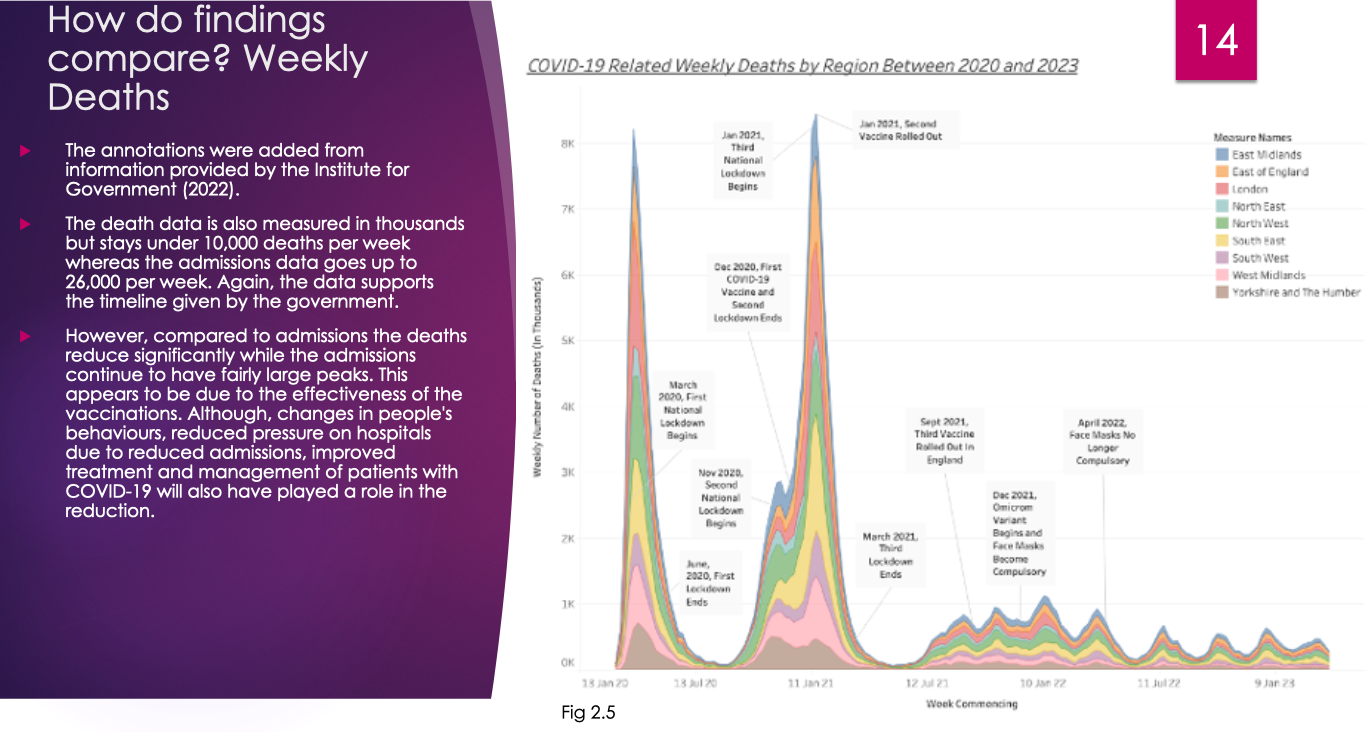 How do findings
compare? Weekly
Deaths
The annotations were added from
information provided by the Institute for
Government (2022).
The death data is also measured in thousands
but stays under 10,000 deaths per week
whereas the admissions data goes up to
26,000 per week. Again, the data supports
the timeline given by the government.
However, compared to admissions the deaths
reduce significantly while the admissions
continue to have fairly large peaks. This
appears to be due to the effectiveness of the
vaccinations. Although, changes in people's
behaviours, reduced pressure on hospitals
due to reduced admissions, improved
treatment and management of patients with
COVID-19 will also have played a role in the
reduction.
14
COVID-19 Related Weekly Deaths by Region Between 2020 and 2023
Weekly Number of Deaths (In Thousands)
8K
7K
6K
5K
4K
3K
2K
1K
0K
March
2020, First
National
Lockdown
Begins
June,
2020, First
Lockdown
Ends
Nov 2020,
Second
National
Lockdown
Begins
Dec 2020, First
COVID-19
Vaccine and
Second
Lockdown Ends
Jan 2021,
Third
National
Lockdown
Begins
Jan 2021, Second
Vaccine Rolled Out
March 2021,
Third
Lockdown
Ends
Sept 2021,
Third Vaccine
Rolled Out In
England
Dec 2021,
Omicrom
Variant
Begins and
Face Masks
Become
Compulsory
April 2022,
Face Masks No
Longer
Compulsory
Measure Names
East Midlands
East of England
London
North East
North West
South East
South West
West Midlands
Yorkshire and The Humber
13 Jan 20
13 Jul 20
11 Jan 21
12 Jul 21
10 Jan 22
11 Jul 22
9 Jan 23
Week Commencing
Fig 2.5